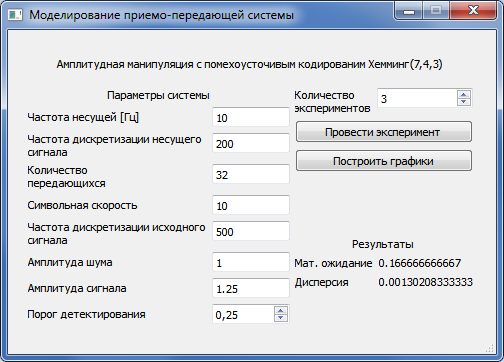 Моделирование приемо-передающей системы
Амплитудная манипуляция с помехоустичивым кодированим Хемминг(7,4,3)
Параметры системы
Частота несущей [Гц]
10
Частота дискретизации несущего
сигнала
200
Количество
передающихся
32
Символьная скорость
10
Частота дискретизации исходного
сигнала
500
Амплитуда шума
1
Амплитуда сигнала
1.25
Порог детектирования
0,25
Количество
экспериментов
3
Провести эксперимент
Построить графики
Результаты
Мат. ожидание 0.166666666667
Дисперсия 0.00130208333333